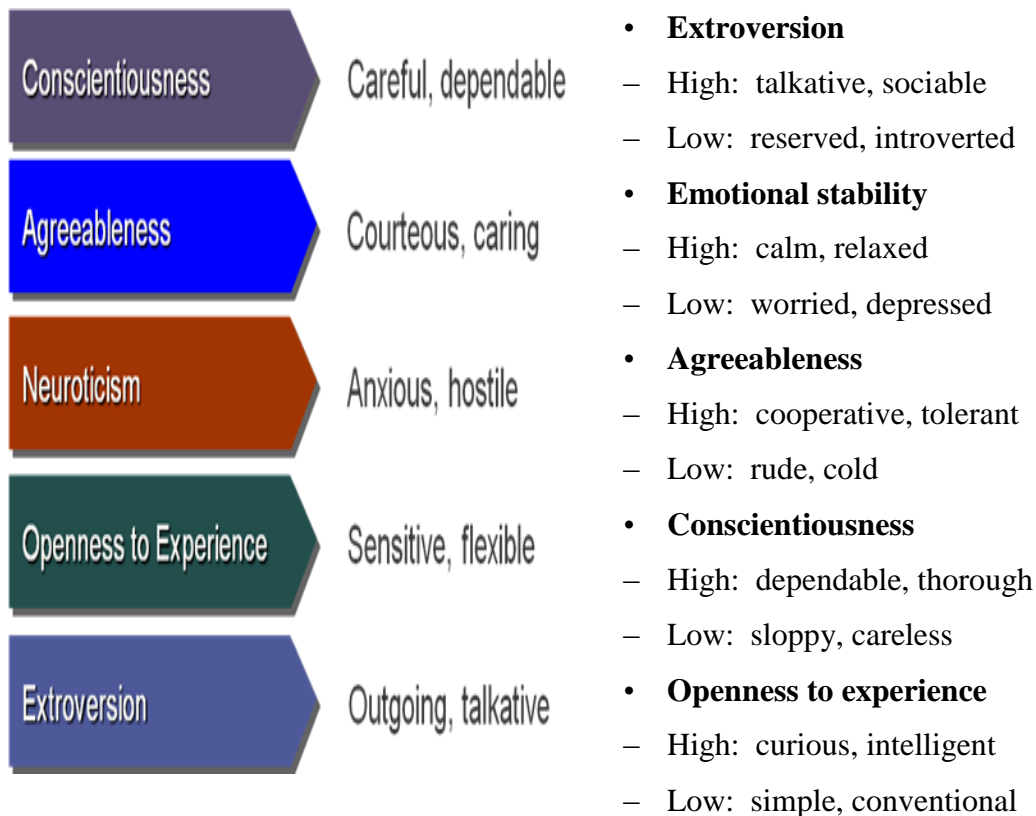 Conscientiousness Careful, dependable
Agreeableness Courteous, caring
Neuroticism Anxious, hostile
Openness to Experience Sensitive, flexible
Extroversion Outgoing, talkative
• Extroversion
– High: talkative, sociable
– Low: reserved, introverted
• Emotional stability
– High: calm, relaxed
– Low: worried, depressed
• Agreeableness
– High: cooperative, tolerant
– Low: rude, cold
• Conscientiousness
– High: dependable, thorough
– Low: sloppy, careless
• Openness to experience
– High: curious, intelligent
– Low: simple, conventional